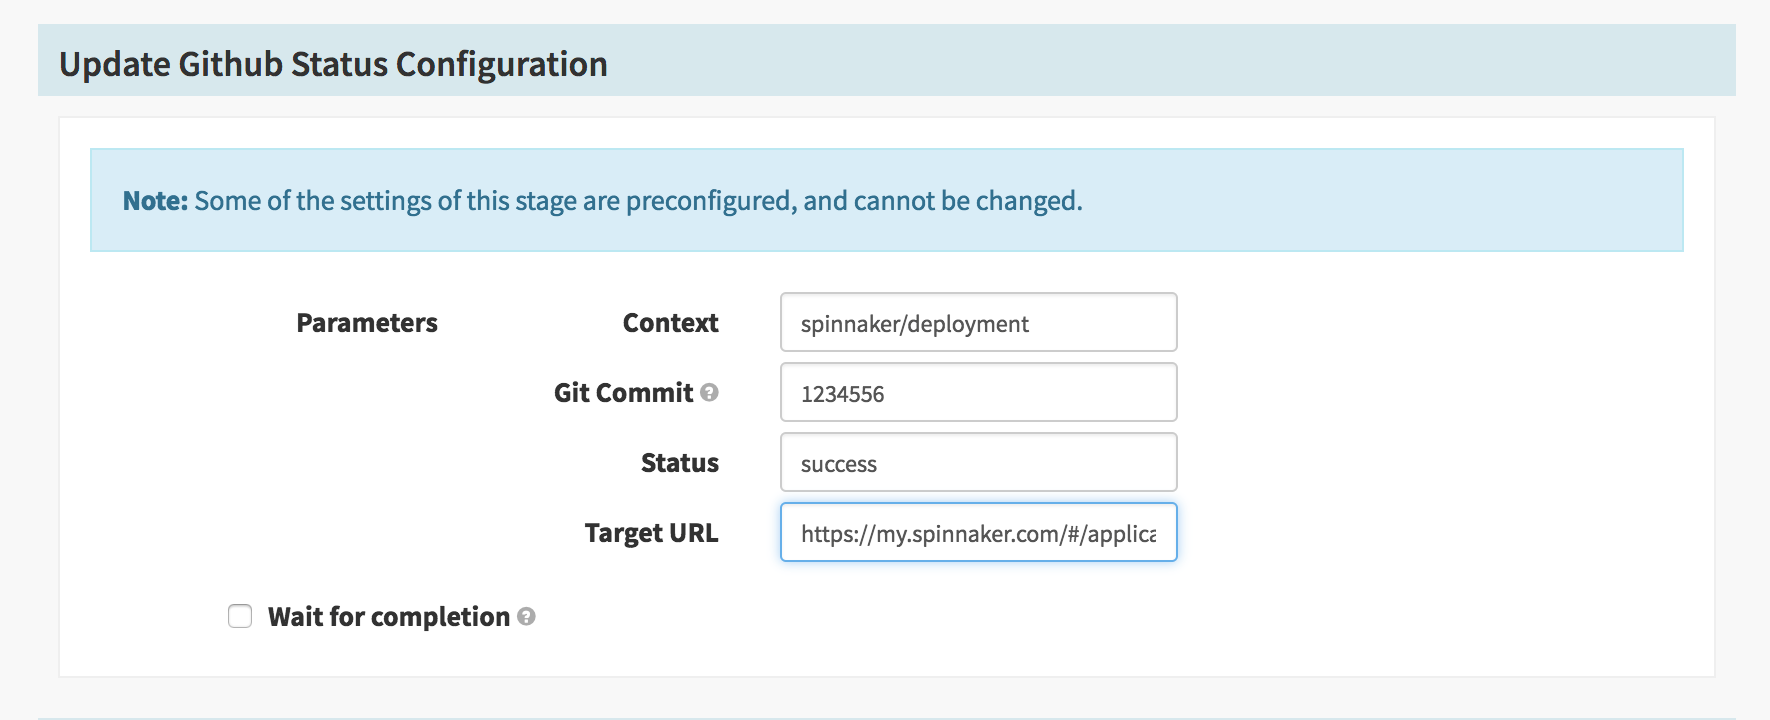 Update Github Status Configuration
Note: Some of the settings of this stage are preconfigured, and cannot be changed.
Parameters Context spinnaker/deployment
Git Commit ? 1234556
Status success
Target URL https://my.spinnaker.com/#/applica
Wait for completion ?